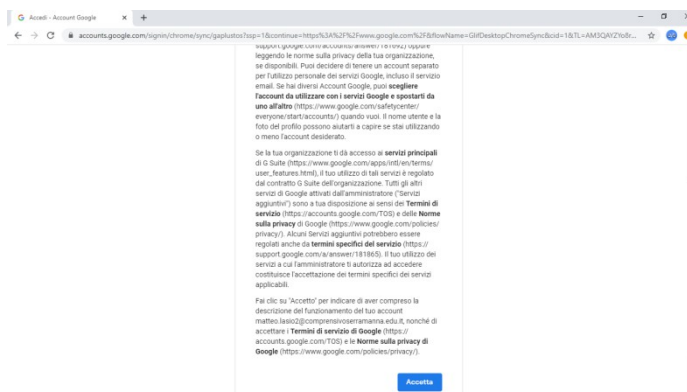 Accedi - Account Google
accounts.google.com/signin/chrome/sync/gaplustos?ssp=1&continue=https%3A%2F%2Fwww.google.com%2F&flowName=GlifDesktopChromeSync&cid=1&TL=AM3QAYZYo8r...
support.google.com/accounts/answer/181692) oppure
leggendo le norme sulla privacy della tua organizzazione,
se disponibili. Puoi decidere di tenere un account separato
per l'utilizzo personale dei servizi Google, incluso il servizio
email. Se hai diversi Account Google, puoi scegliere
l'account da utilizzare con i servizi Google e spostarti da
uno all'altro (https://www.google.com/safetycenter/
everyone/start/accounts/) quando vuoi. Il nome utente e la
foto del profilo possono aiutarti a capire se stai utilizzando
o meno l'account desiderato.
Se la tua organizzazione ti dà accesso ai servizi principali
di G Suite (https://www.google.com/apps/intl/en/terms/
user_features.html), il tuo utilizzo di tali servizi è regolato
dal contratto G Suite dell'organizzazione. Tutti gli altri
servizi di Google attivati dall'amministratore ("Servizi
aggiuntivi") sono a tua disposizione ai sensi dei Termini di
servizio (https://accounts.google.com/TOS) e delle Norme
sulla privacy di Google (https://www.google.com/policies/
privacy/). Alcuni Servizi aggiuntivi potrebbero essere
regolati anche da termini specifici del servizio (https://
support.google.com/a/answer/181865). Il tuo utilizzo dei
servizi a cui l'amministratore ti autorizza ad accedere
costituisce l'accettazione dei termini specifici dei servizi
applicabili.
Fai clic su "Accetto" per indicare di aver compreso la
descrizione del funzionamento del tuo account
matteo.lasio2@comprensivoserramanna.edu.it, nonché di
accettare i Termini di servizio di Google (https://
accounts.google.com/TOS) e le Norme sulla privacy di
Google (https://www.google.com/policies/privacy/).
Accetta